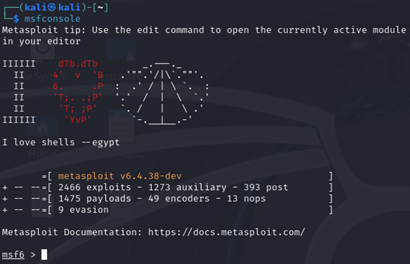 ┌──(kali㉿kali)-[~]
└─$ msfconsole
Metasploit tip: Use the edit command to open the currently active module
in your editor

IIIIII    dTb.dTb        _.---._
  II     4'  v  'B   .'"".'/|\`.""'.
  II     6.     .P  :  .' / | \ `.  :
  II     'T;. .;P'  '.'  /  |  \  `.'
  II      'T; ;P'    `. /   |   \ .'
IIIIII     'YvP'       `-.__|__.-'

I love shells --egypt

       =[ metasploit v6.4.38-dev                          ]
+ -- --=[ 2466 exploits - 1273 auxiliary - 393 post       ]
+ -- --=[ 1475 payloads - 49 encoders - 13 nops           ]
+ -- --=[ 9 evasion                                       ]

Metasploit Documentation: https://docs.metasploit.com/

msf6 >